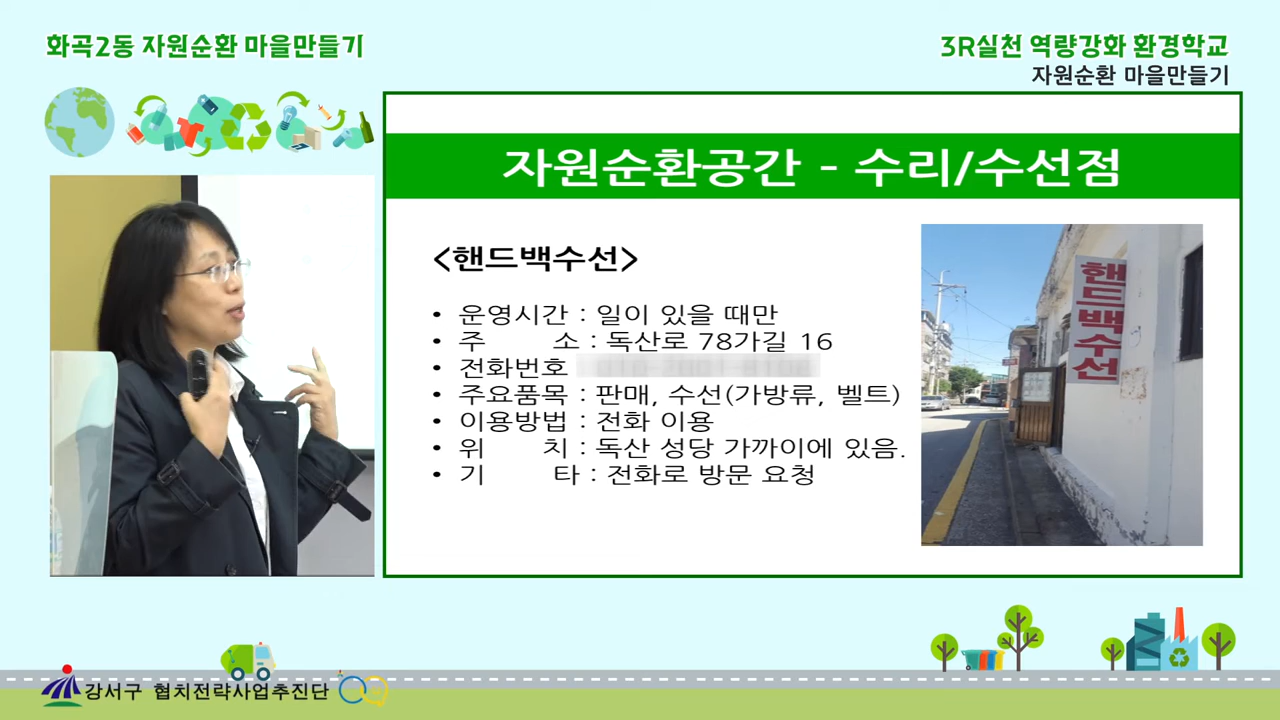 화곡2동 자원순환 마을만들기
3R실천 역량강화 환경학교
자원순환 마을만들기
자원순환공간 - 수리/수선점
<핸드백수선>
• 운영시간 : 일이 있을 때만
• 주 소 : 독산로 78가길 16
• 전화번호
• 주요품목 : 판매, 수선(가방류, 벨트)
• 이용방법 : 전화 이용
• 위 치 : 독산 성당 가까이에 있음.
• 기 타 : 전화로 방문 요청
핸드백수선
강서구 협치전략사업추진단